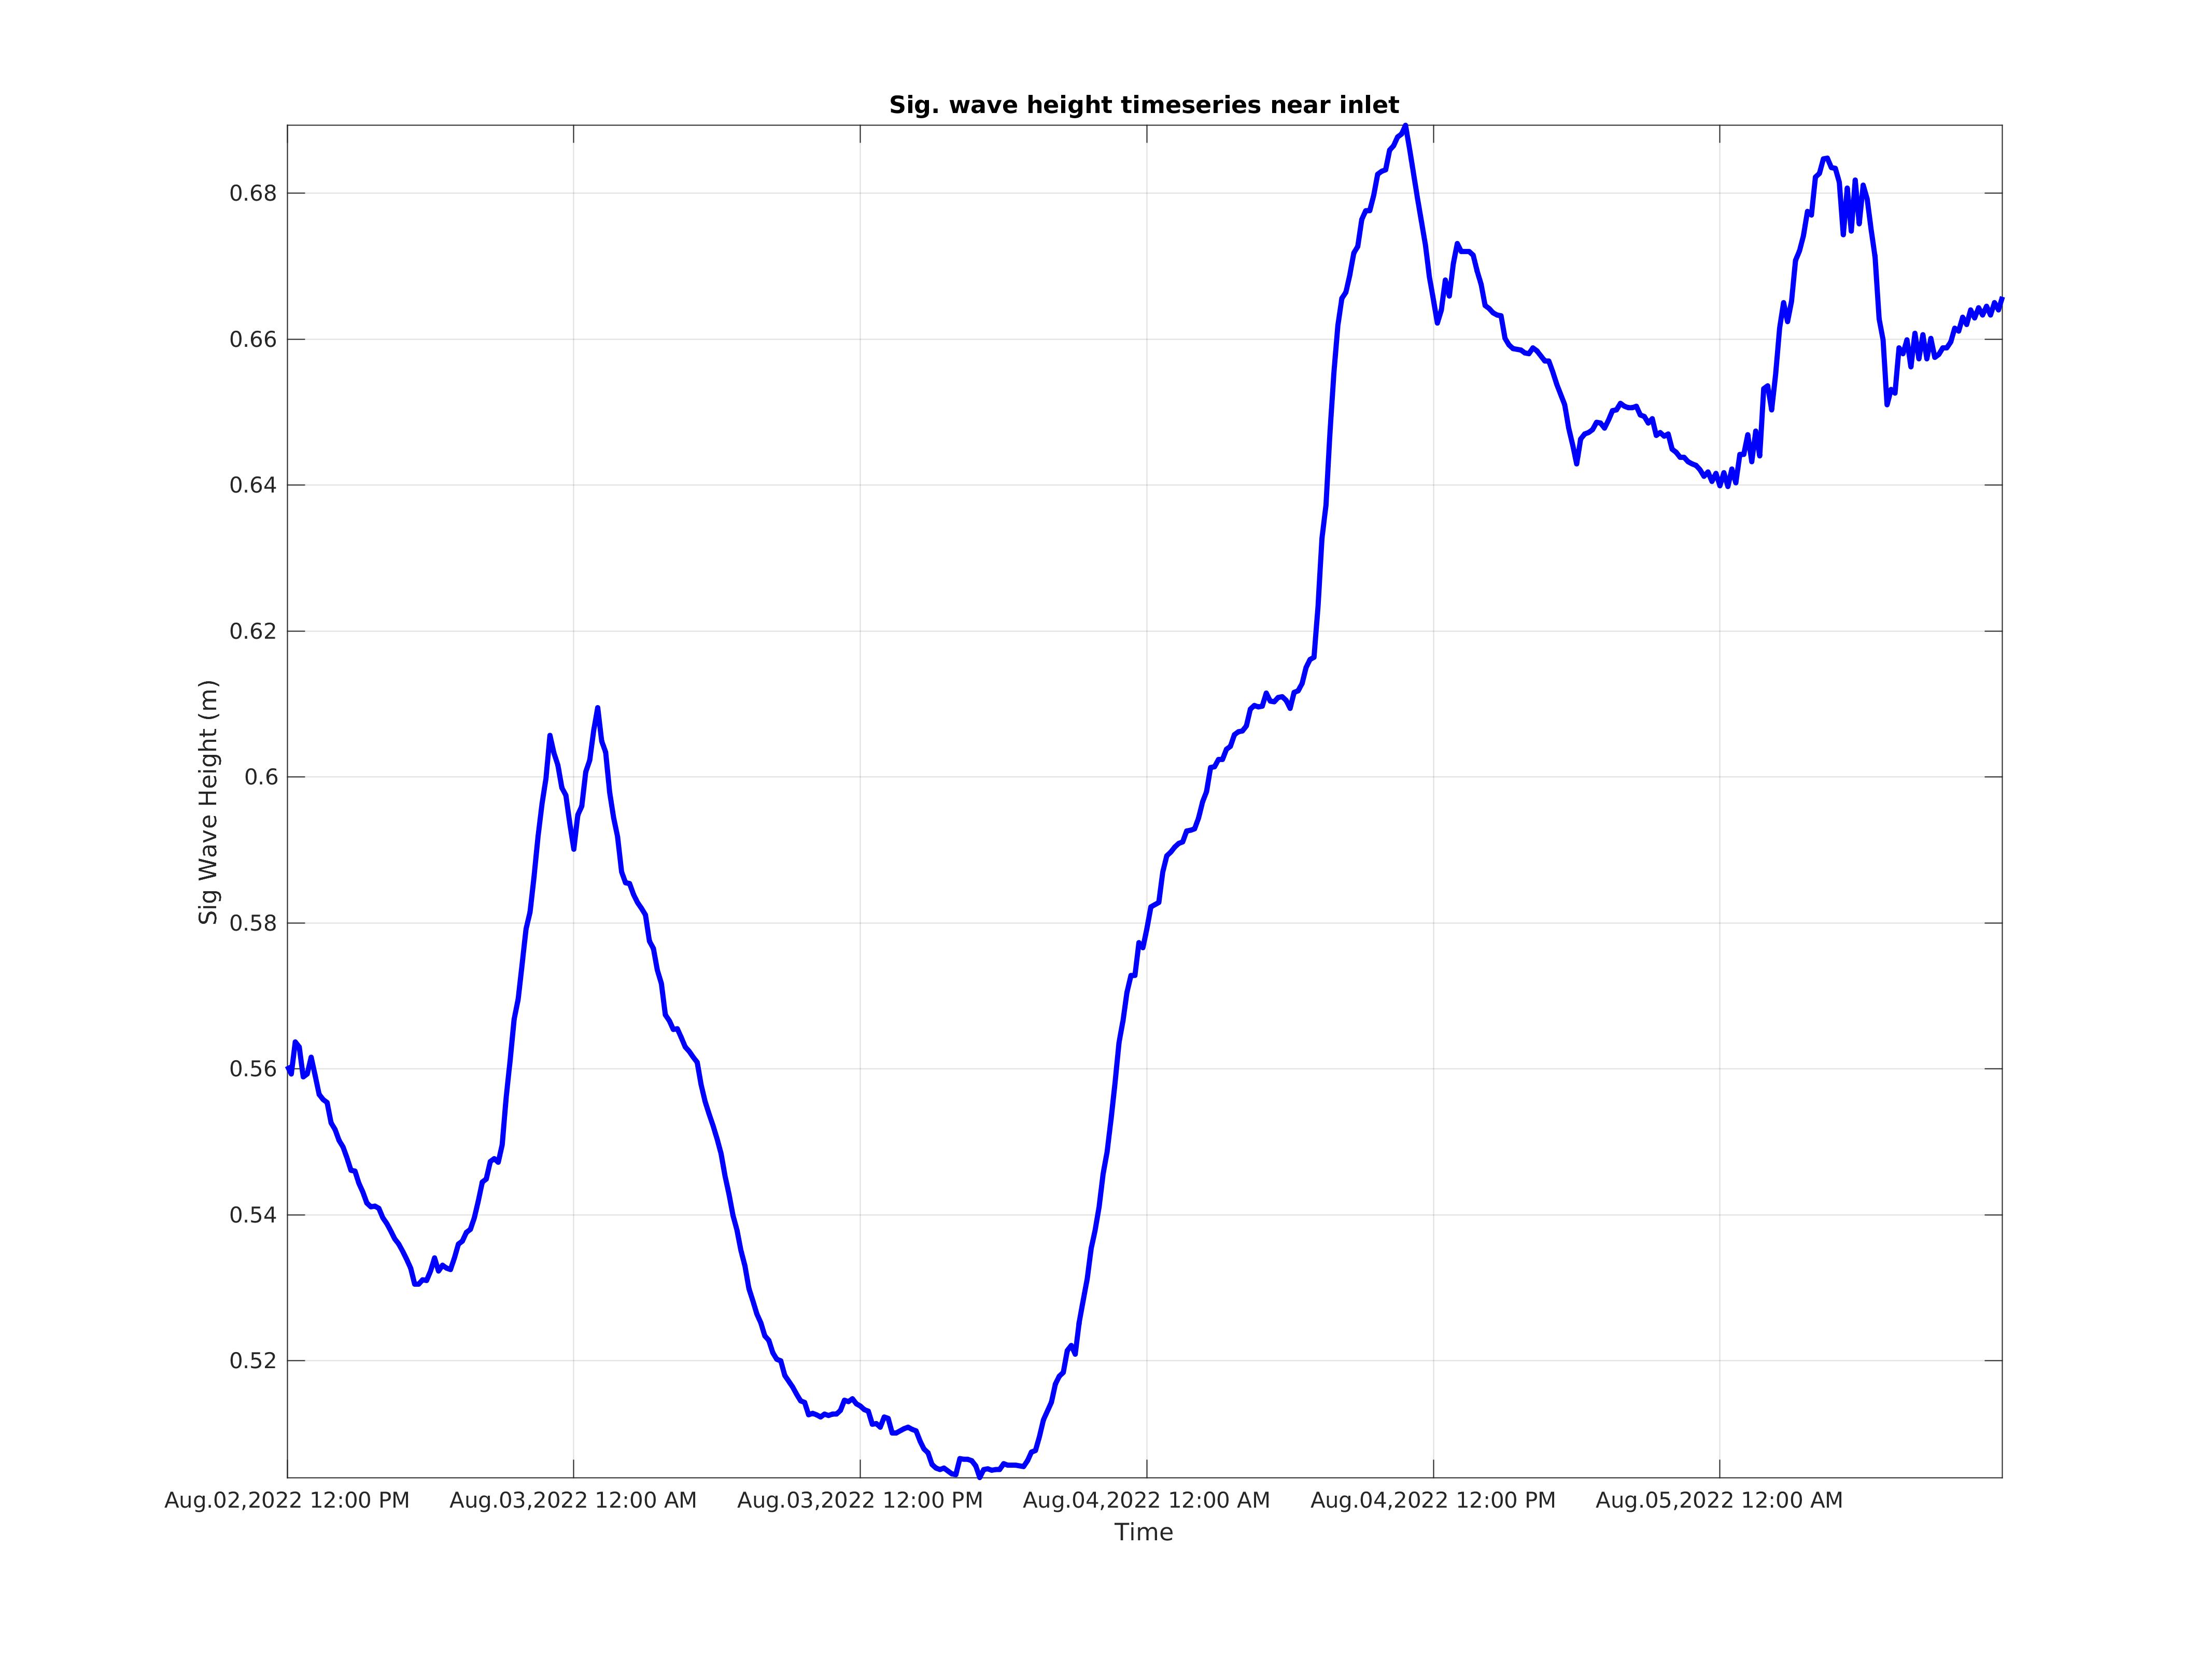 Sig. wave height timeseries near inlet
Sig Wave Height (m)
0.68
0.66
0.64
0.62
0.6
0.58
0.56
0.54
0.52
Aug.02,2022 12:00 PM
Aug.03,2022 12:00 AM
Aug.03,2022 12:00 PM
Aug.04,2022 12:00 AM
Aug.04,2022 12:00 PM
Aug.05,2022 12:00 AM
Time